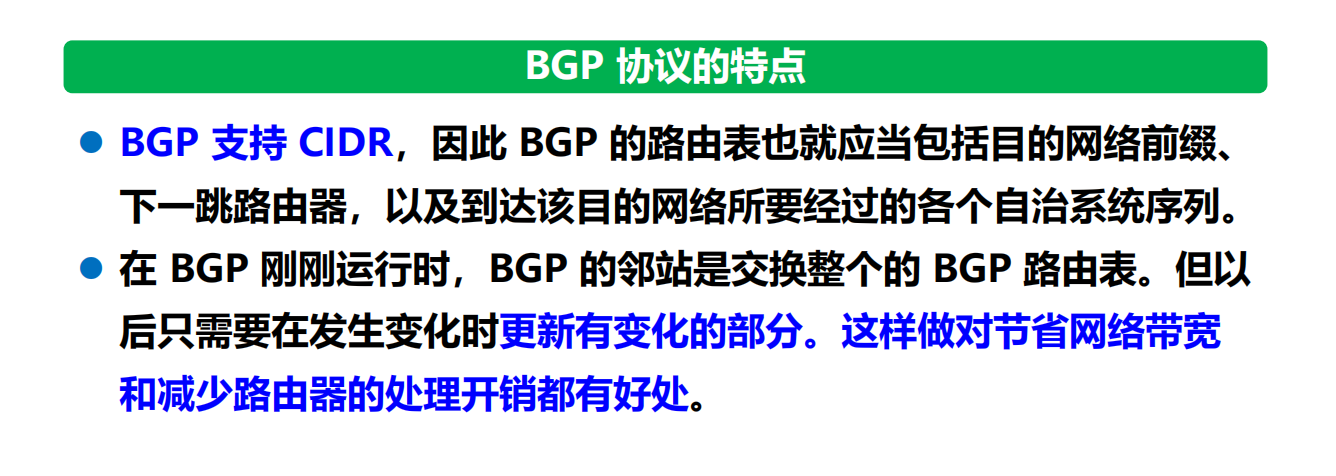 BGP 协议的特点
● BGP 支持 CIDR，因此 BGP 的路由表也就应当包括目的网络前缀、
下一跳路由器，以及到达该目的网络所要经过的各个自治系统序列。
● 在 BGP 刚刚运行时，BGP 的邻站是交换整个的 BGP 路由表。但以
后只需要在发生变化时更新有变化的部分。这样做对节省网络带宽
和减少路由器的处理开销都有好处。